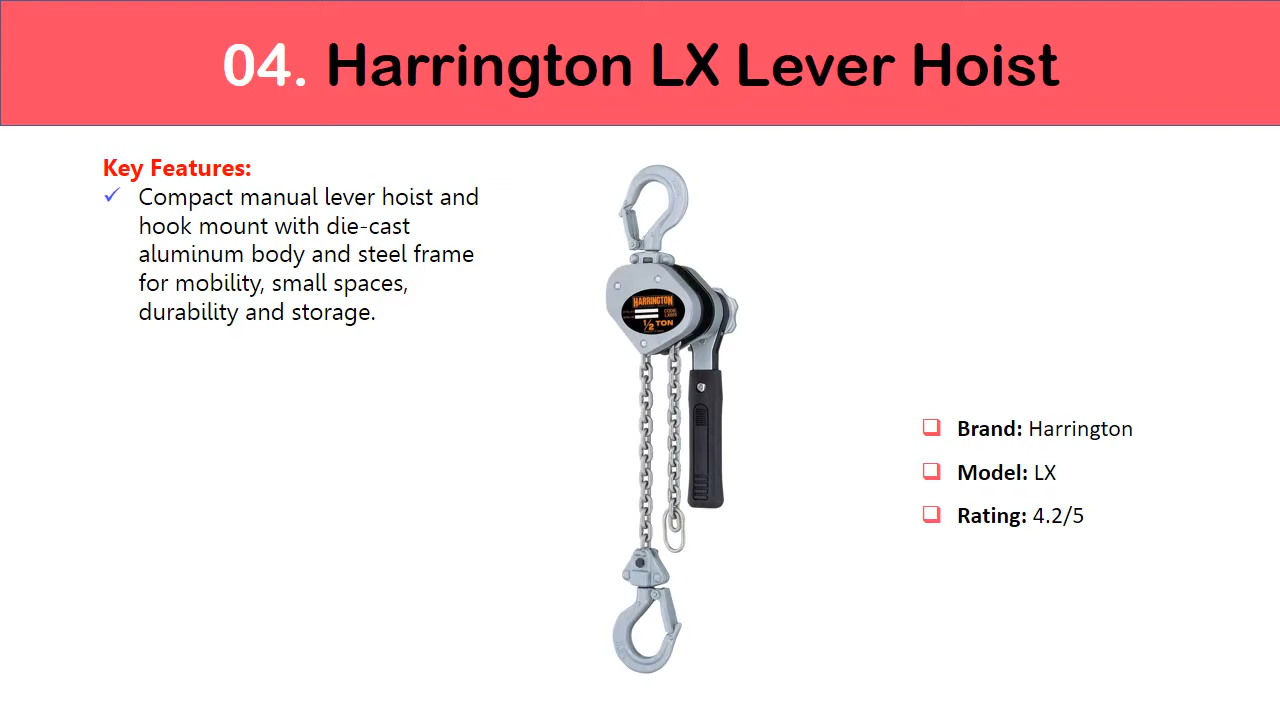 04. Harrington LX Lever Hoist
Key Features:
Compact manual lever hoist and
hook mount with die-cast
aluminum body and steel frame
for mobility, small spaces,
durability and storage.
HARRINGTON
CODE
1/2 TON
Brand: Harrington
Model: LX
Rating: 4.2/5